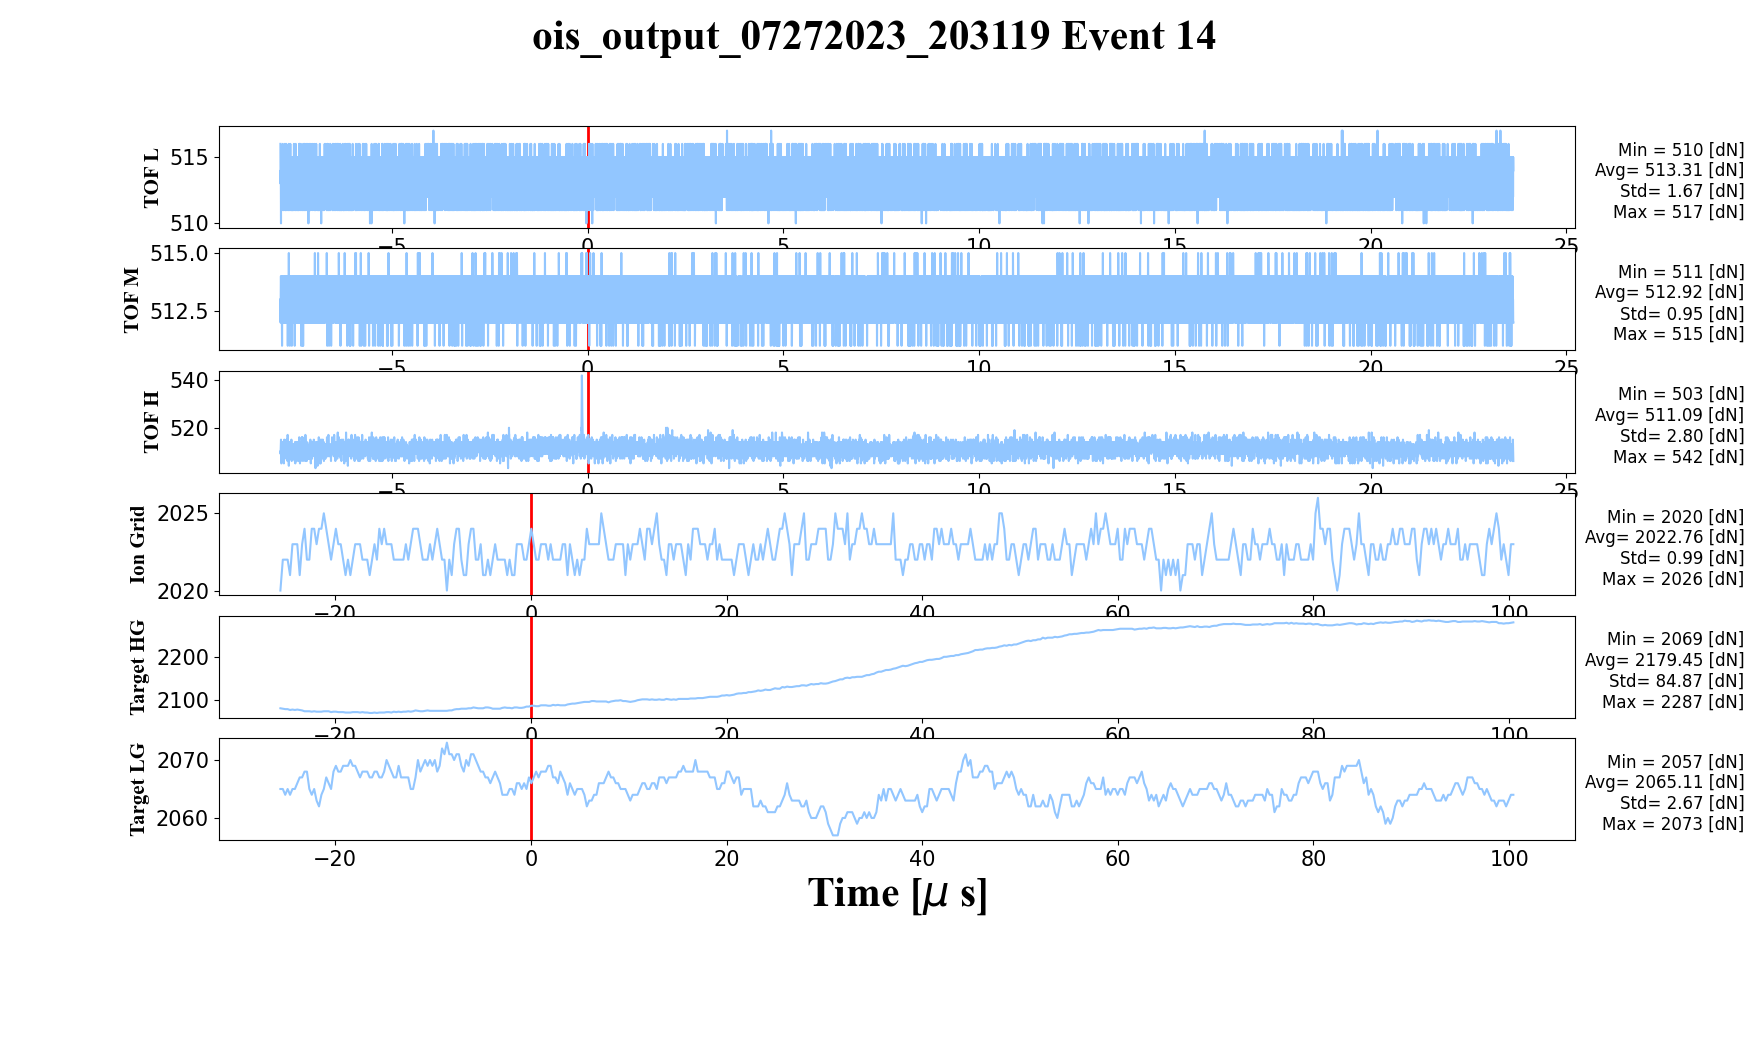 ois_output_07272023_203119 Event 14
TOF L
515
510
−5 0 5 10 15 20 25
Min = 510 [dN]
Avg= 513.31 [dN]
Std= 1.67 [dN]
Max = 517 [dN]
TOF M
515.0
512.5
−5 0 5 10 15 20 25
Min = 511 [dN]
Avg= 512.92 [dN]
Std= 0.95 [dN]
Max = 515 [dN]
TOF H
540
520
−5 0 5 10 15 20 25
Min = 503 [dN]
Avg= 511.09 [dN]
Std= 2.80 [dN]
Max = 542 [dN]
Ion Grid
2025
2020
−20 0 20 40 60 80 100
Min = 2020 [dN]
Avg= 2022.76 [dN]
Std= 0.99 [dN]
Max = 2026 [dN]
Target HG
2200
2100
−20 0 20 40 60 80 100
Min = 2069 [dN]
Avg= 2179.45 [dN]
Std= 84.87 [dN]
Max = 2287 [dN]
Target LG
2070
2060
−20 0 20 40 60 80 100
Min = 2057 [dN]
Avg= 2065.11 [dN]
Std= 2.67 [dN]
Max = 2073 [dN]
Time [μ s]